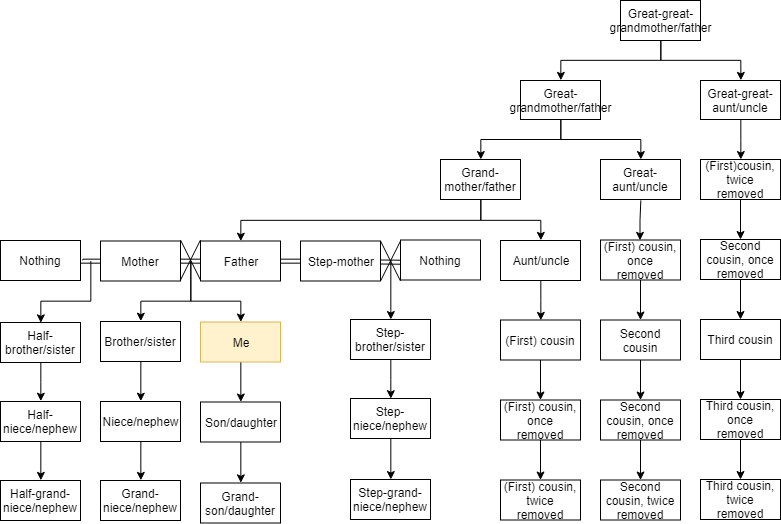 Great-great-
grandmother/father
Great-
grandmother/father
Great-great-
aunt/uncle
Grand-
mother/father
Great-
aunt/uncle
(First)cousin,
twice
removed
Nothing
Mother
Father
Step-mother
Nothing
Aunt/uncle
(First) cousin,
once
removed
Second
cousin, once
removed
Half-
brother/sister
Brother/sister
Me
Step-
brother/sister
(First) cousin
Second
cousin
Third cousin
Half-
niece/nephew
Niece/nephew
Son/daughter
Step-
niece/nephew
(First) cousin,
once
removed
Second
cousin, once
removed
Third cousin,
once
removed
Half-grand-
niece/nephew
Grand-
niece/nephew
Grand-
son/daughter
Step-grand-
niece/nephew
(First) cousin,
twice
removed
Second
cousin, twice
removed
Third cousin,
twice
removed